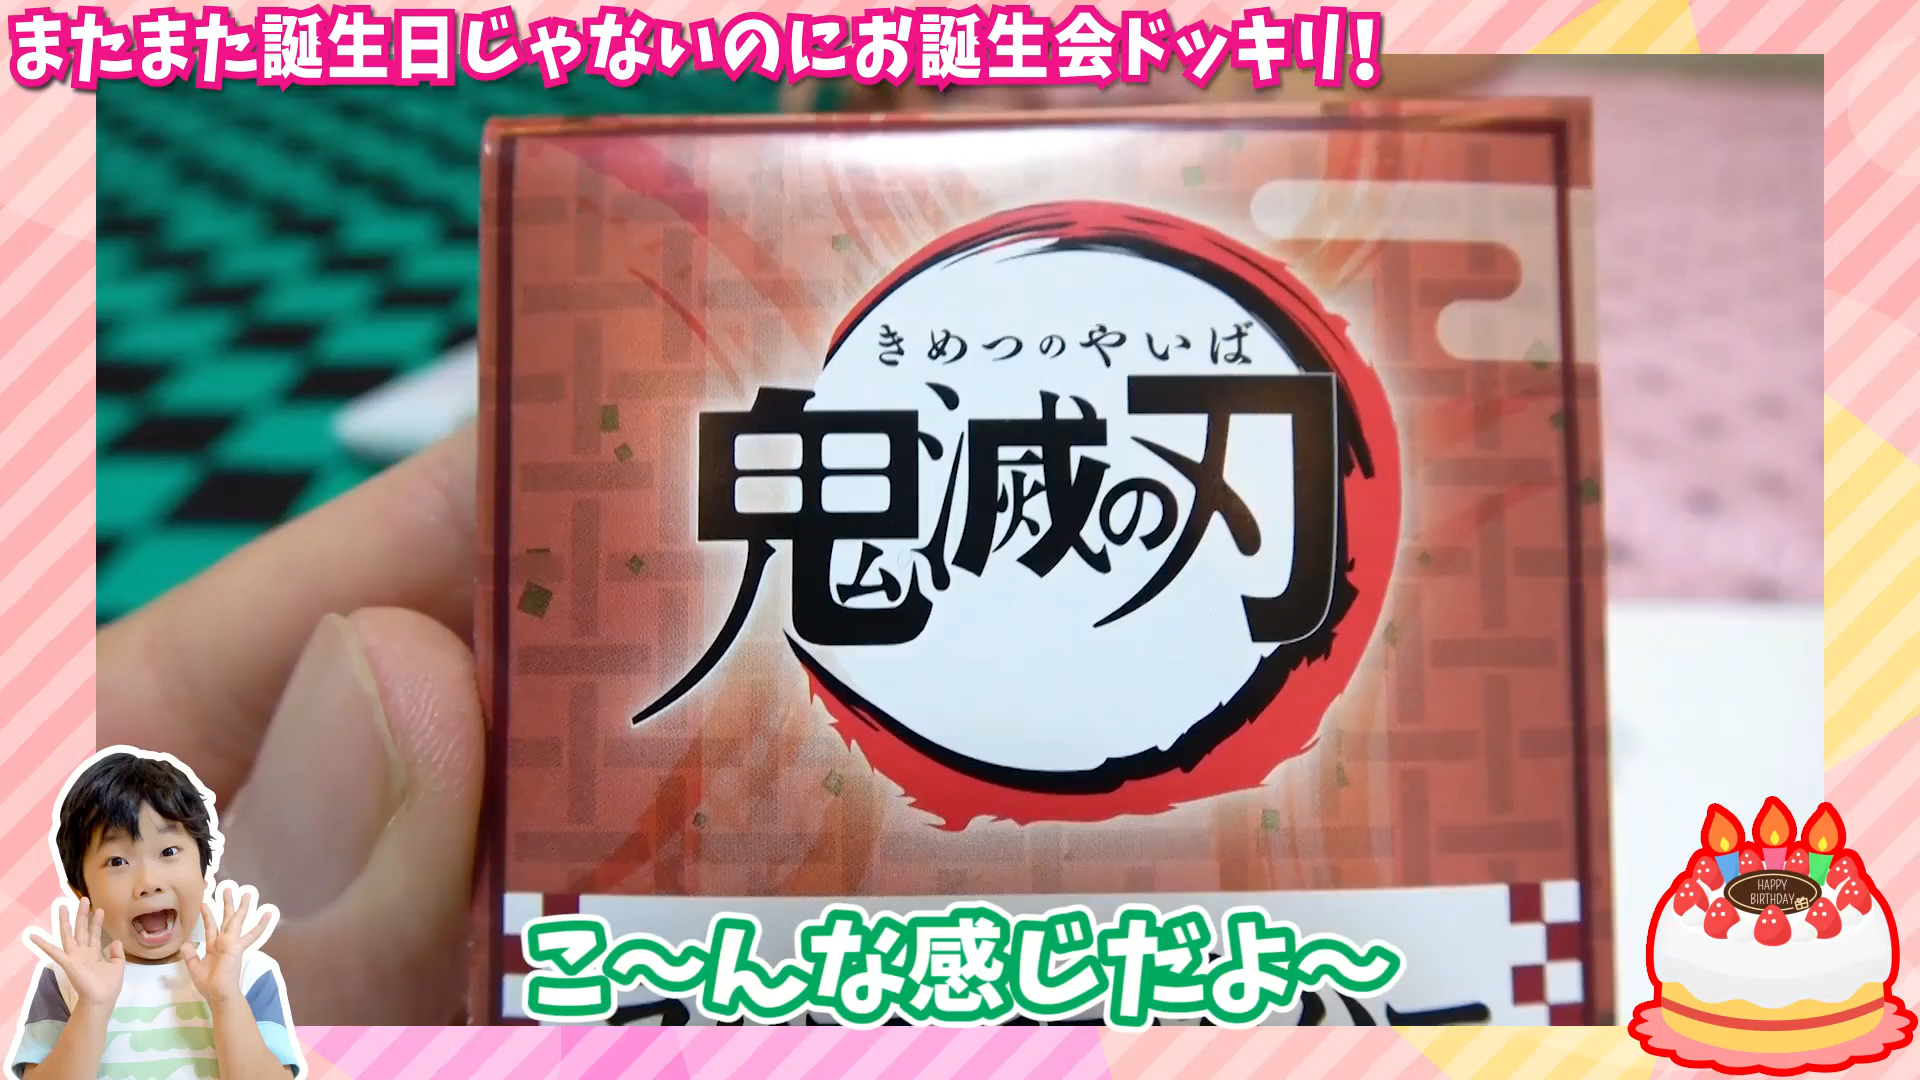 またまた誕生日じゃないのにお誕生会ドッキリ!
きめつのやいば
鬼滅の刃
HAPPY
BIRTHDAY
こ〜んな感じだよ〜